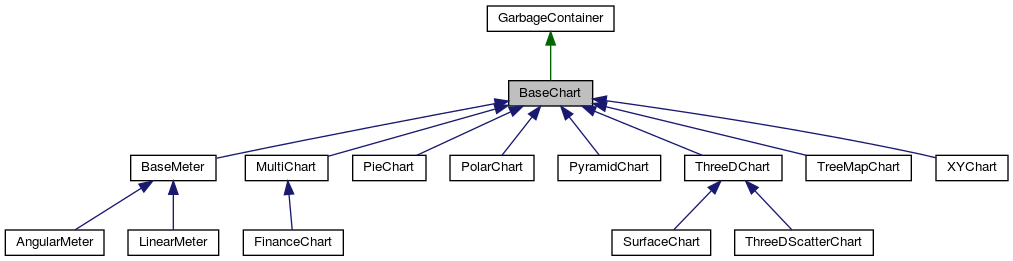 GarbageContainer
BaseChart
BaseMeter
MultiChart
PieChart
PolarChart
PyramidChart
ThreeDChart
TreeMapChart
XYChart
AngularMeter
LinearMeter
FinanceChart
SurfaceChart
ThreeDScatterChart